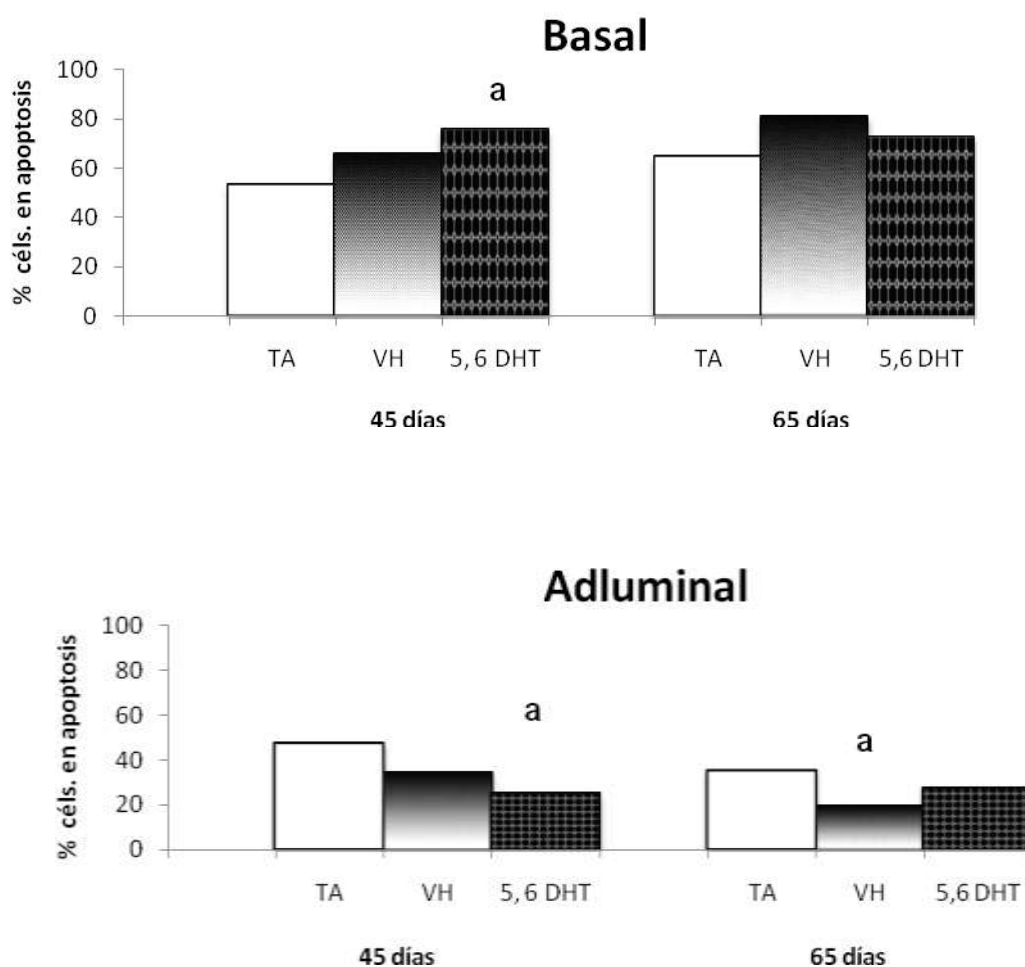 Basal
% céls. en apoptosis
100
80
60
40
20
0
a
TA VH 5, 6 DHT TA VH 5,6 DHT
45 días 65 días
Adluminal
% céls. en apoptosis
100
80
60
40
20
0
a a
TA VH 5, 6 DHT TA VH 5,6 DHT
45 días 65 días